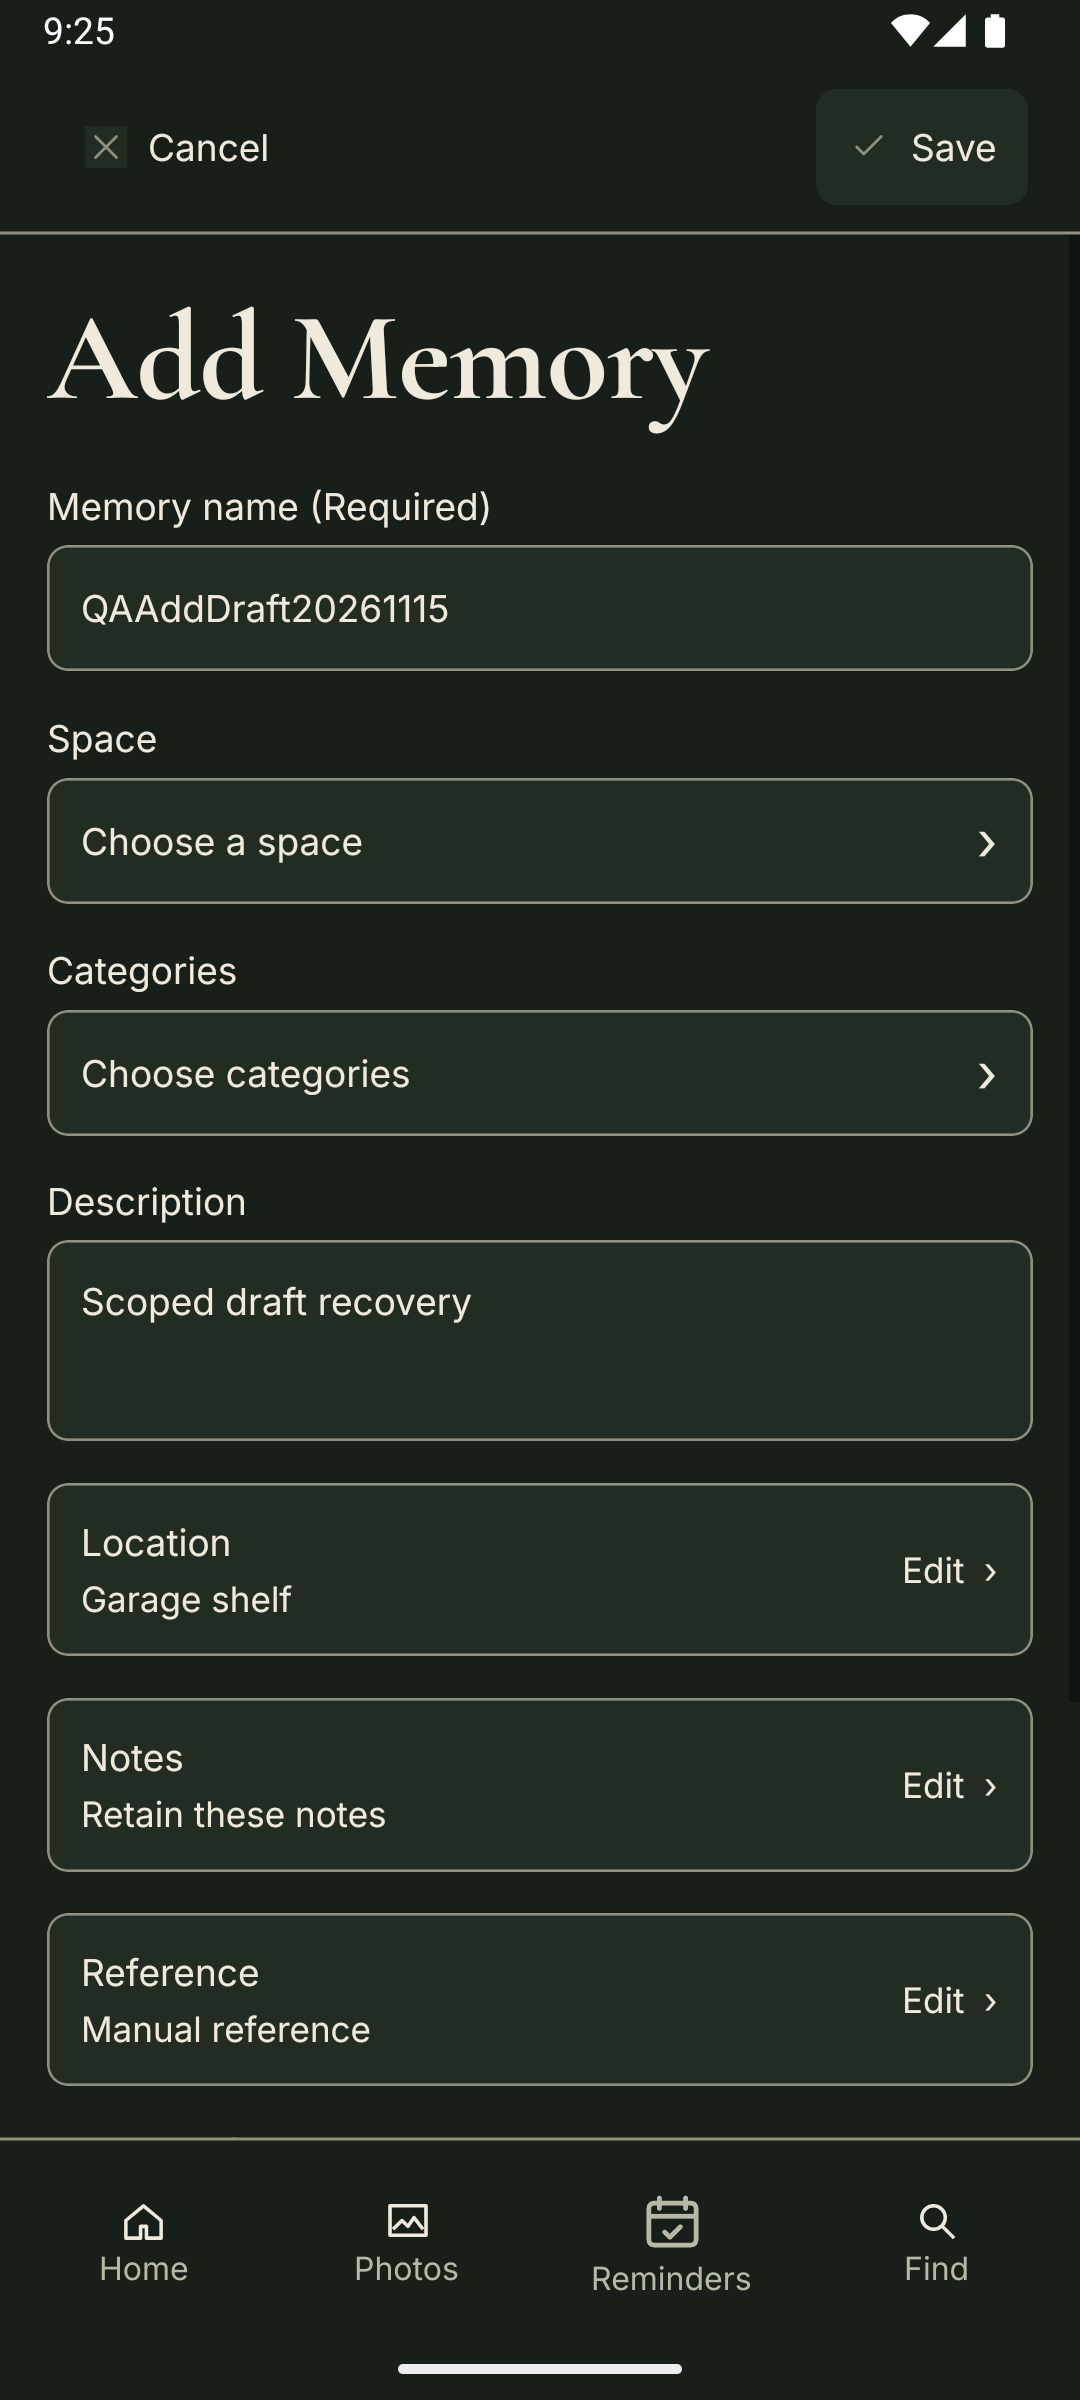 9:25
Cancel
Save
Add Memory
Memory name (Required)
QAAddDraft20261115
Space
Choose a space
Categories
Choose categories
Description
Scoped draft recovery
Location
Garage shelf
Edit
Notes
Retain these notes
Edit
Reference
Manual reference
Edit
Home
Photos
Reminders
Find